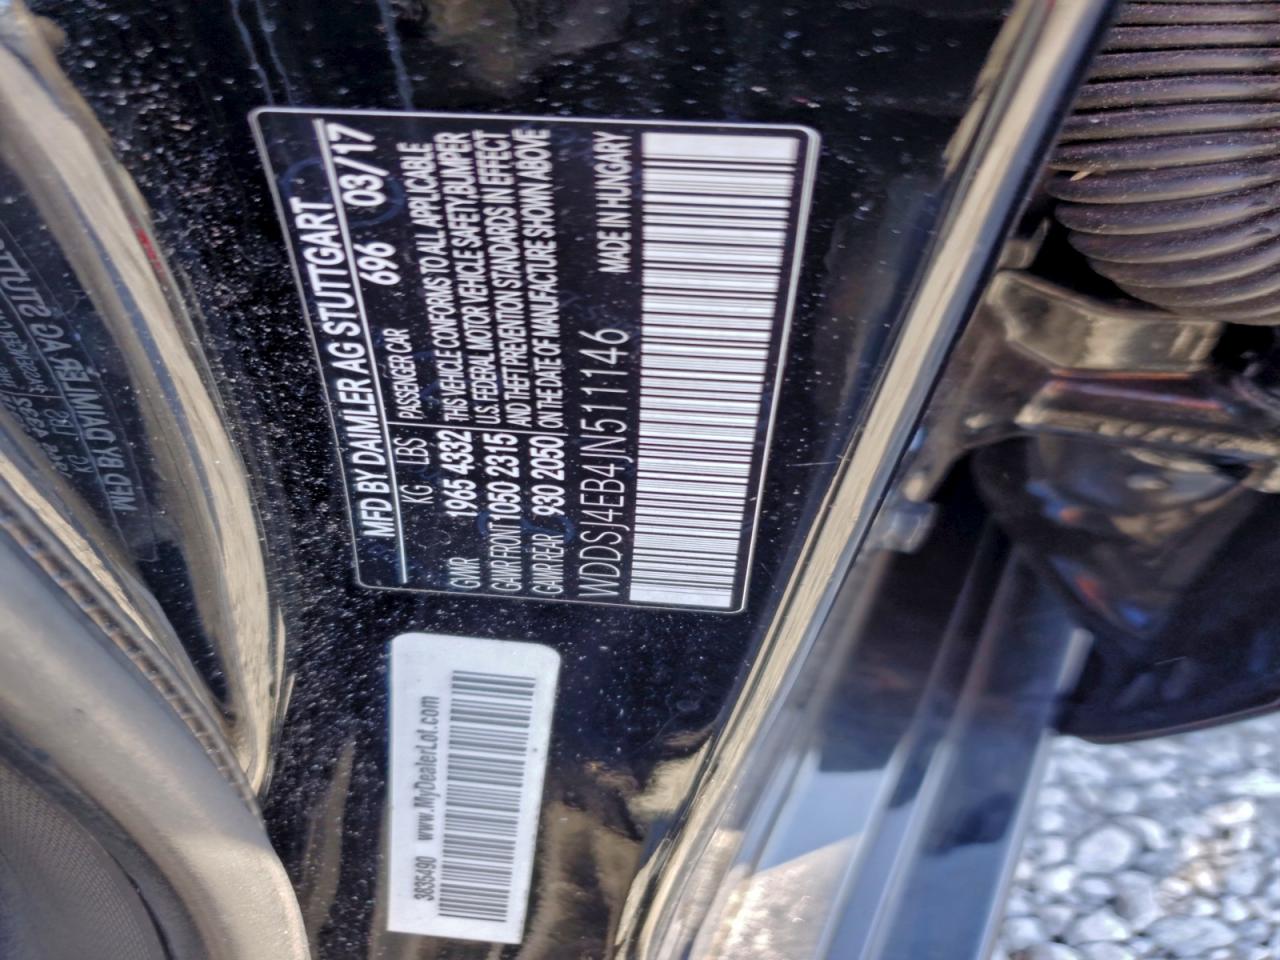 MFD BY DAIMLER AG STUTTGART
696 03/17
KG LBS PASSENGER CAR
GVWR 1965 4332 THIS VEHICLE CONFORMS TO ALL APPLICABLE
GAWR FRONT 1050 2315 U.S. FEDERAL MOTOR VEHICLE SAFETY, BUMPER
AND THEFT PREVENTION STANDARDS IN EFFECT
GAWR REAR 930 2050 ON THE DATE OF MANUFACTURE SHOWN ABOVE
WDDSJ4EB4JN511146 MADE IN HUNGARY
3835490 www.MyDealerLot.com